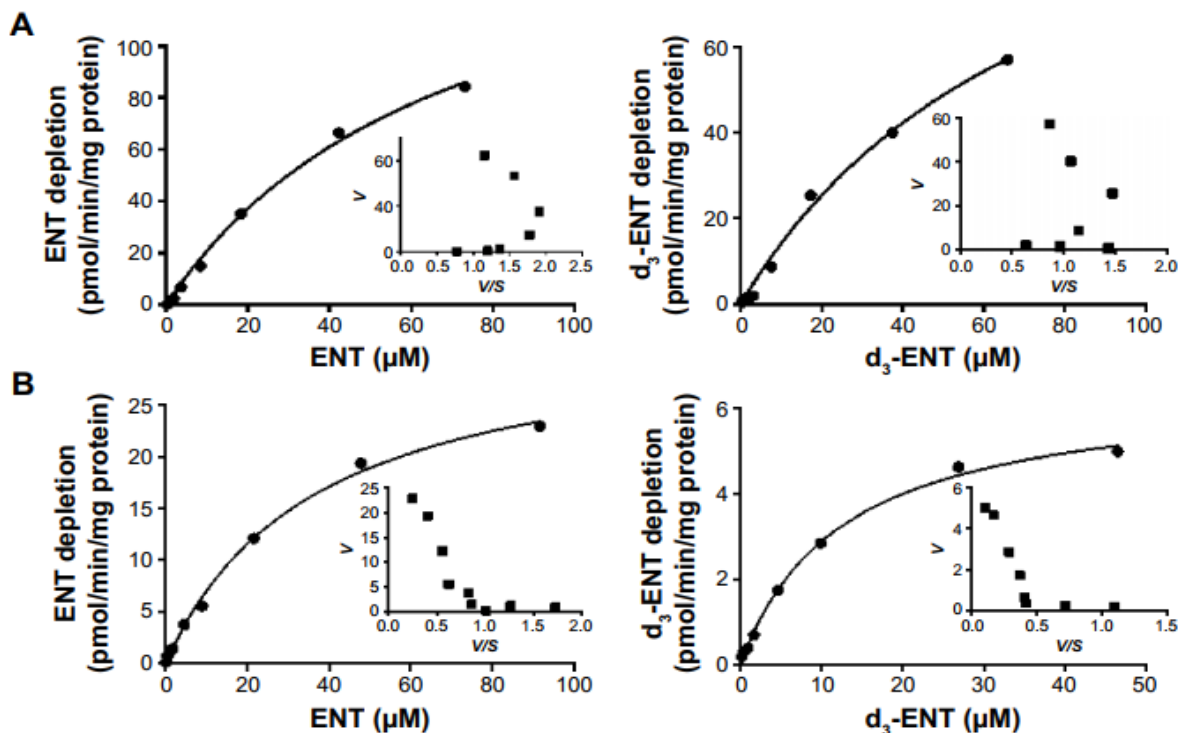 A
ENT depletion
(pmol/min/mg protein)
100
80
60
40
20
0
0 20 40 60 80 100
ENT (µM)
V
60
40
0
0.0 0.5 1.0 1.5 2.0 2.5
V/S
d3-ENT depletion
(pmol/min/mg protein)
60
40
20
0
0 20 40 60 80 100
d3-ENT (µM)
V
60
40
20
0
0.0 0.5 1.0 1.5 2.0
V/S
B
ENT depletion
(pmol/min/mg protein)
25
20
15
10
5
0
0 20 40 60 80 100
ENT (µM)
V
25
20
15
10
5
0
0.0 0.5 1.0 1.5 2.0
V/S
d3-ENT depletion
(pmol/min/mg protein)
6
4
2
0
0 10 20 30 40 50
d3-ENT (µM)
V
6
4
2
0
0.0 0.5 1.0 1.5
V/S